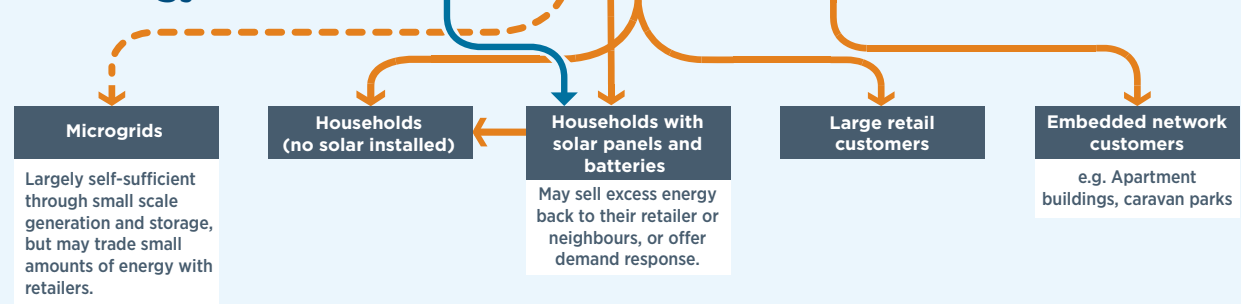 Microgrids
Largely self-sufficient
through small scale
generation and storage,
but may trade small
amounts of energy with
retailers.
Households
(no solar installed)
Households with
solar panels and
batteries
May sell excess energy
back to their retailer or
neighbours, or offer
demand response.
Large retail
customers
Embedded network
customers
e.g. Apartment
buildings, caravan parks